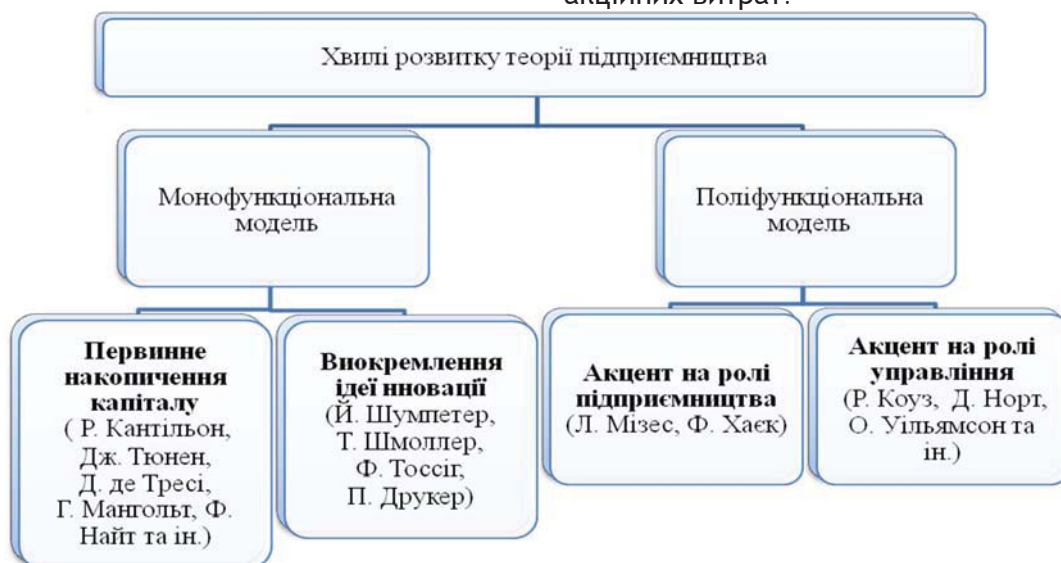 акційних витрат.
Хвилі розвитку теорії підприємництва
Монофункціональна
модель
Поліфункціональна
модель
Первинне
накопичення
капіталу
( Р. Кантільон,
Дж. Тюнен,
Д. де Тресі,
Г. Мангольт, Ф.
Найт та ін.)
Виокремлення
ідеї нновації
(Й. Шумпетер,
Т. Шмоллер,
Ф. Тоссіг,
П. Друкер)
Акцент на ролі
підприємництва
(Л. Мізес, Ф. Хаєк)
Акцент на ролі
управління
(Р. Коуз, Д. Норт,
О. Уільямсон та
ін.)